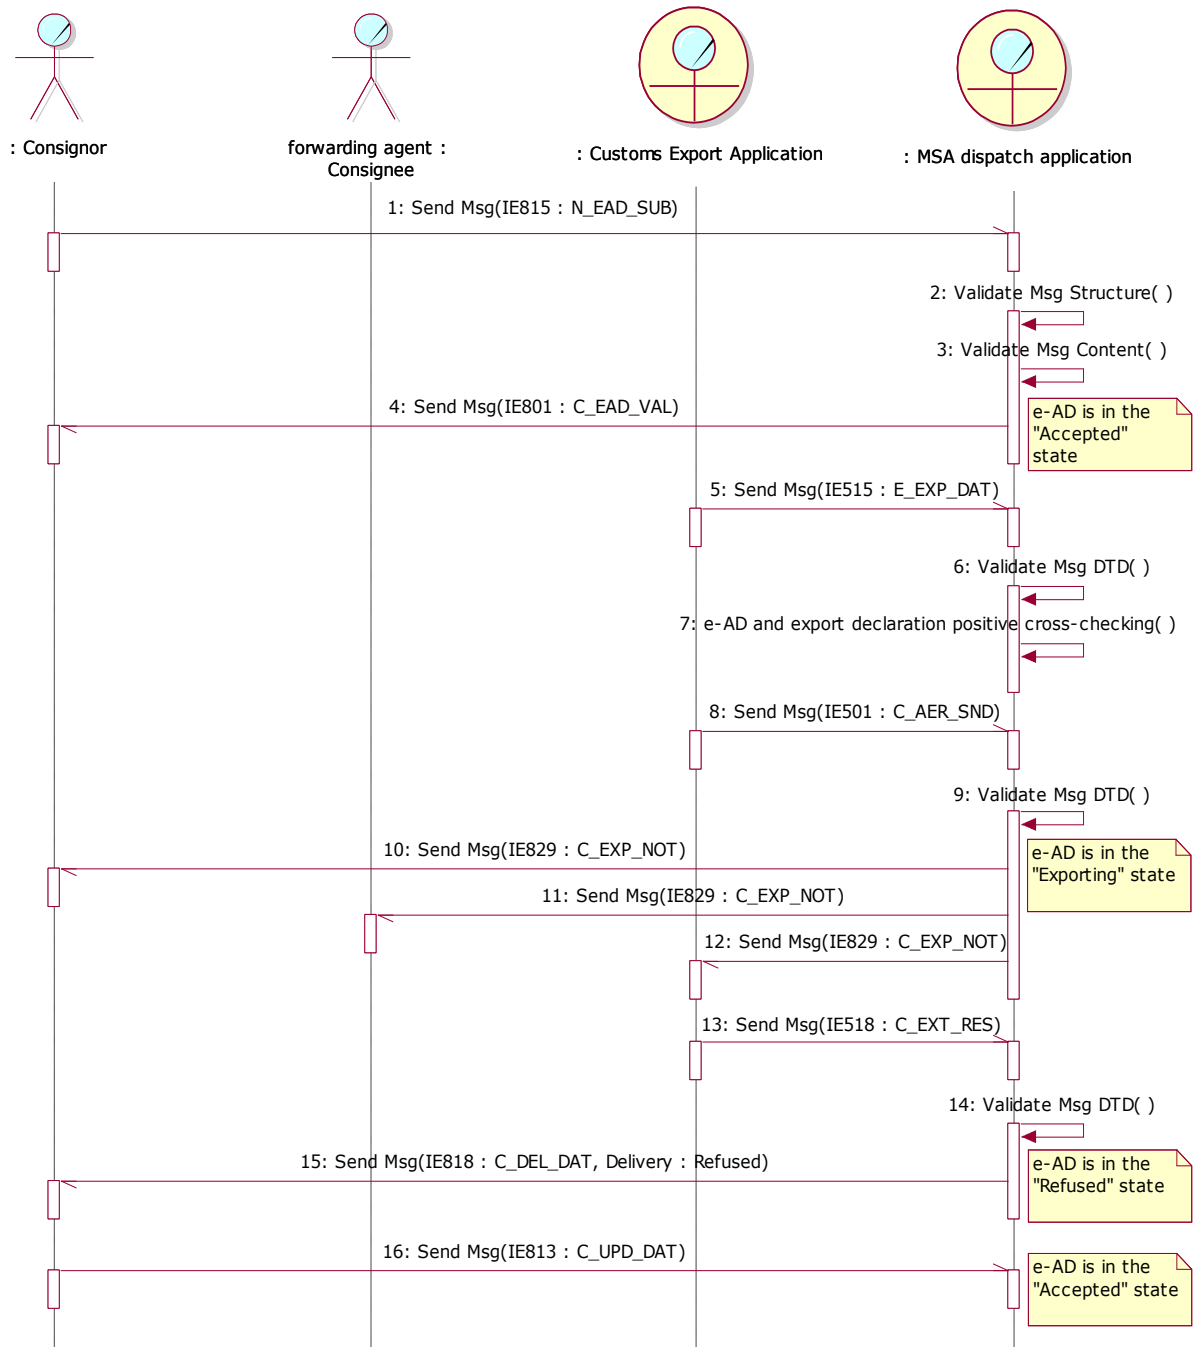 : Consignor
forwarding agent :
Consignee
: Customs Export Application
: MSA dispatch application
1: Send Msg(IE815 : N_EAD_SUB)
2: Validate Msg Structure( )
3: Validate Msg Content( )
4: Send Msg(IE801 : C_EAD_VAL)
e-AD is in the
"Accepted"
state
5: Send Msg(IE515 : E_EXP_DAT)
6: Validate Msg DTD( )
7: e-AD and export declaration positive cross-checking( )
8: Send Msg(IE501 : C_AER_SND)
9: Validate Msg DTD( )
10: Send Msg(IE829 : C_EXP_NOT)
e-AD is in the
"Exporting" state
11: Send Msg(IE829 : C_EXP_NOT)
12: Send Msg(IE829 : C_EXP_NOT)
13: Send Msg(IE518 : C_EXT_RES)
14: Validate Msg DTD( )
15: Send Msg(IE818 : C_DEL_DAT, Delivery : Refused)
e-AD is in the
"Refused" state
16: Send Msg(IE813 : C_UPD_DAT)
e-AD is in the
"Accepted" state